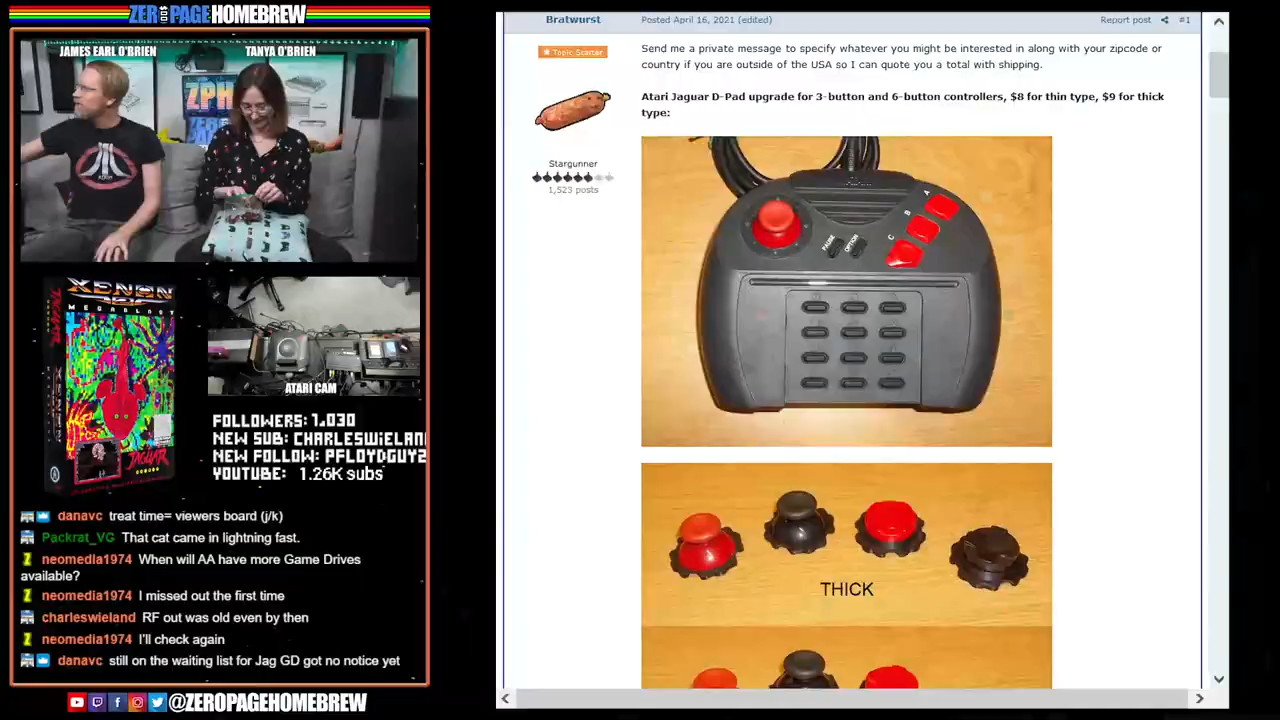 ZERO PAGE HOMEBREW
JAMES EARL O'BRIEN
TANYA O'BRIEN
ZPH
ATARI
XENON
MEGABLAST
JAGUAR
ATARI CAM
FOLLOWERS: 1,030
NEW SUB: CHARLESWIELAN
NEW FOLLOW: PFLOYDGUY2
YOUTUBE: 1.26K subs
danavc treat time= viewers board (j/k)
Packrat_VG That cat came in lightning fast.
neomedia1974 When will AA have more Game Drives
available?
neomedia1974 I missed out the first time
charleswieland RF out was old even by then
neomedia1974 I'll check again
danavc still on the waiting list for Jag GD got no notice yet
@ZEROPAGEHOMEBREW
Bratwurst
Posted April 16, 2021 (edited)
Report post
#1
Topic Starter
Stargunner
1,523 posts
Send me a private message to specify whatever you might be interested in along with your zipcode or
country if you are outside of the USA so I can quote you a total with shipping.
Atari Jaguar D-Pad upgrade for 3-button and 6-button controllers, $8 for thin type, $9 for thick
type:
PAUSE
OPTION
C
B
A
THICK